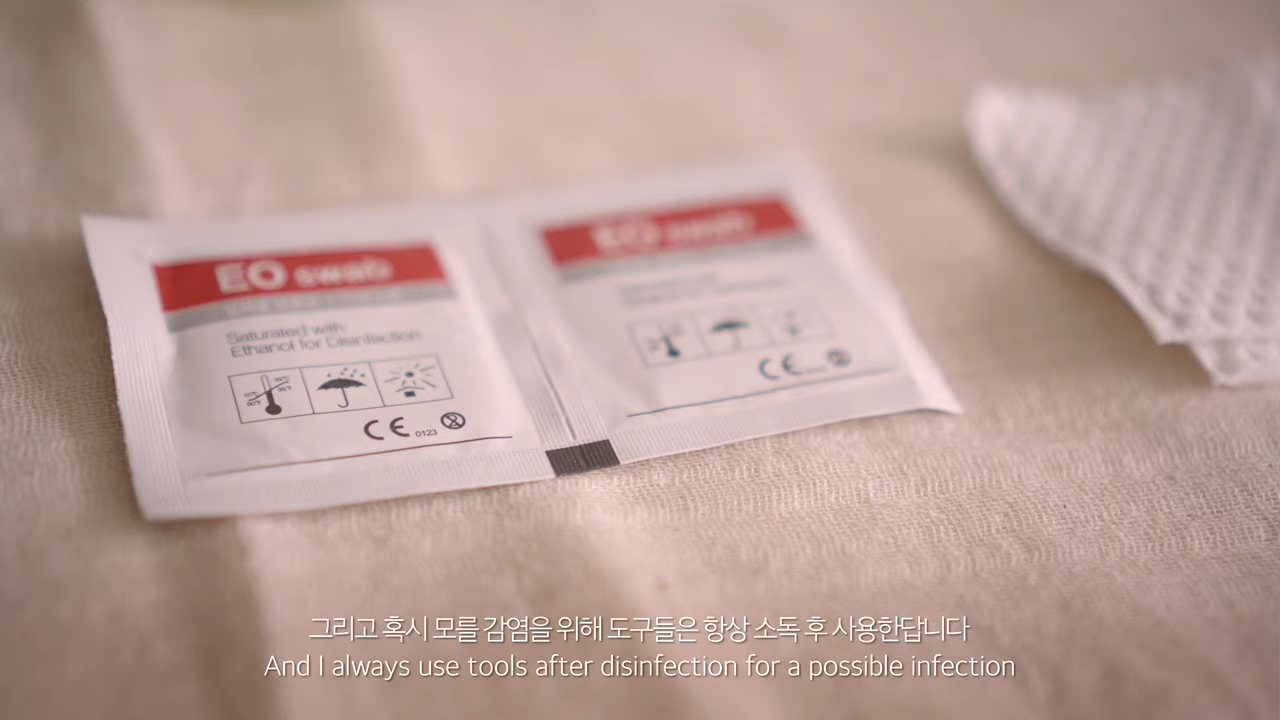 EO swab
Saturated with
Ethanol for Disinfection
CE 0123
EO swab
CE
그리고 혹시 모를 감염을 위해 도구들은 항상 소독 후 사용한답니다
And I always use tools after disinfection for a possible infection